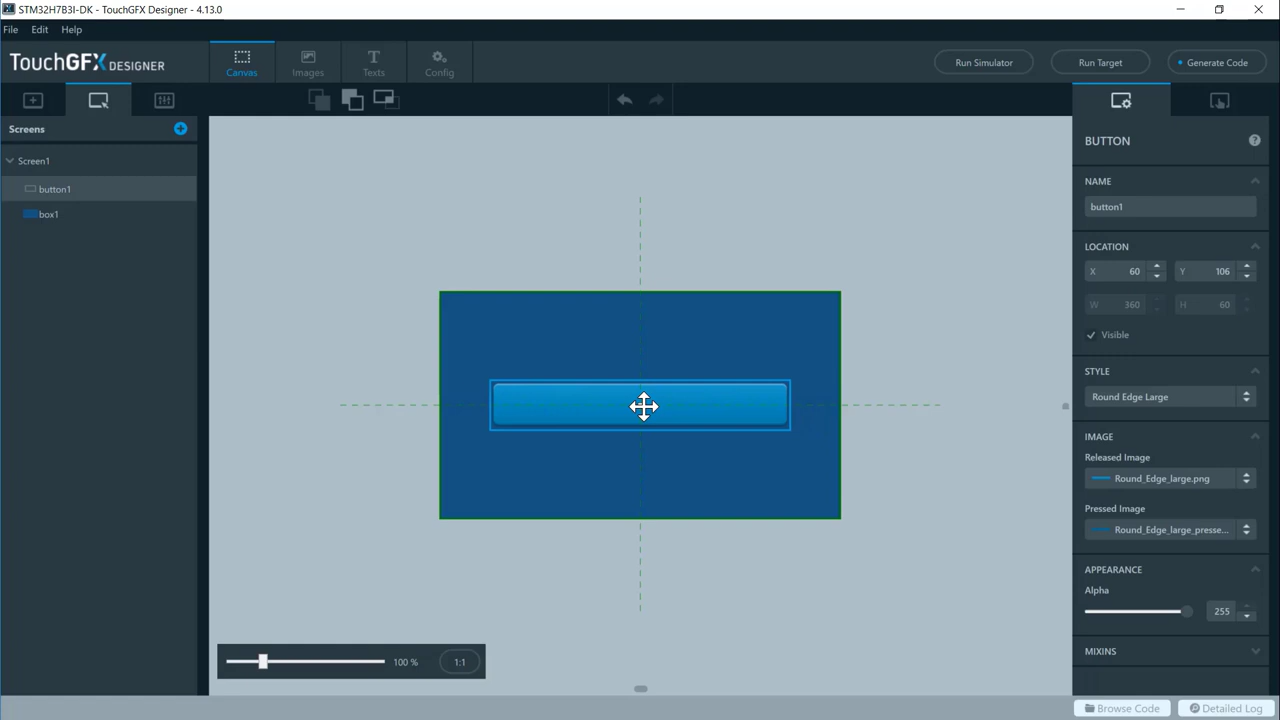 STM32H7B3I-DK - TouchGFX Designer - 4.13.0
File Edit Help
TouchGFX DESIGNER
Canvas Images Texts Config
Run Simulator Run Target Generate Code
Screens
Screen1
button1
box1
BUTTON
NAME
button1
LOCATION
X 60 Y 106
W 360 H 60
Visible
STYLE
Round Edge Large
IMAGE
Released Image
Round_Edge_large.png
Pressed Image
Round_Edge_large_presse...
APPEARANCE
Alpha
255
MIXINS
100 % 1:1
Browse Code Detailed Log